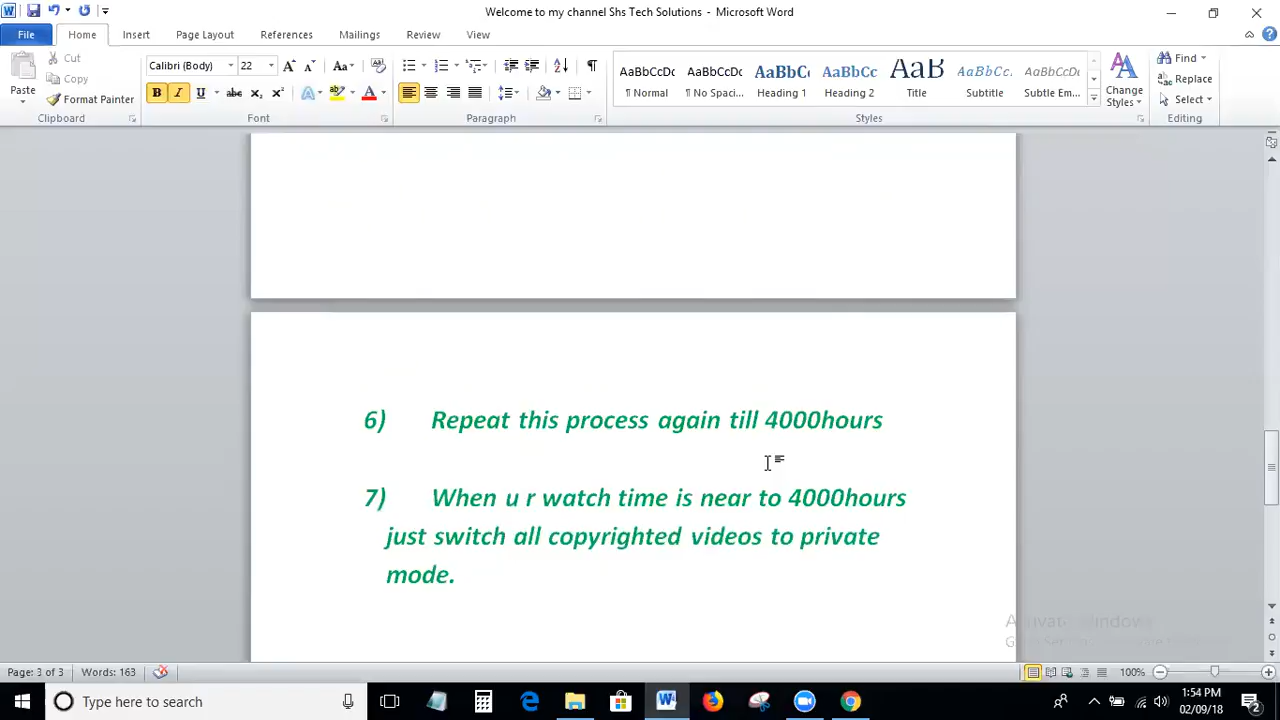 Welcome to my channel Shs Tech Solutions - Microsoft Word
File Home Insert Page Layout References Mailings Review View
Paste Cut Copy Format Painter
Calibri (Body) 22
AaBbCcDc AaBbCcDc AaBbCc AaBbCc AaB AaBbCc. AaBbCcDc
¶ Normal ¶ No Spaci... Heading 1 Heading 2 Title Subtitle Subtle Em...
Change Styles
Find
Replace
Select
Clipboard Font Paragraph Styles Editing
6) Repeat this process again till 4000hours
7) When u r watch time is near to 4000hours
just switch all copyrighted videos to private
mode.
Activate Windows
Page: 3 of 3 Words: 163 100%
Type here to search
1:54 PM
02/09/18